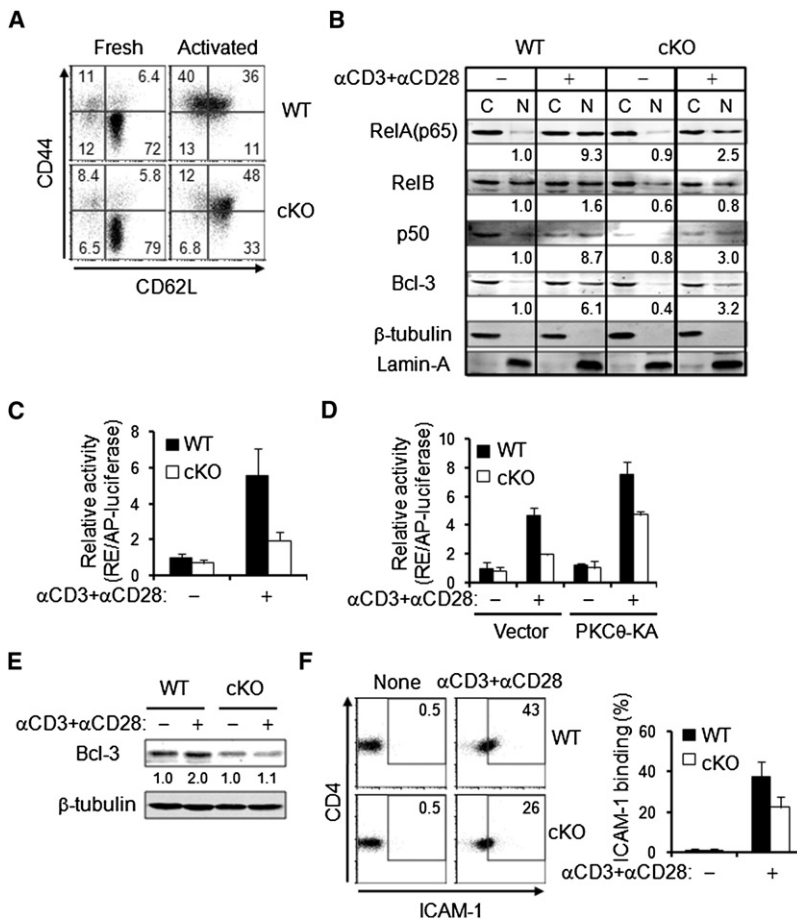 A
Fresh Activated
11 6.4 40 36
WT
12 72 13 11
8.4 5.8 12 48
cKO
6.5 79 6.8 33
CD44
CD62L
B
WT cKO
αCD3+αCD28 − + − +
C N C N C N C N
RelA(p65)
1.0 9.3 0.9 2.5
RelB
1.0 1.6 0.6 0.8
p50
1.0 8.7 0.8 3.0
Bcl-3
1.0 6.1 0.4 3.2
β-tubulin
Lamin-A
C
Relative activity
(RE/AP-luciferase)
8
6
4
2
0
WT
cKO
αCD3+αCD28: − +
D
Relative activity
(RE/AP-luciferase)
10
8
6
4
2
0
WT
cKO
αCD3+αCD28: − + − +
Vector PKCθ-KA
E
WT cKO
αCD3+αCD28: − + − +
Bcl-3
1.0 2.0 1.0 1.1
β-tubulin
F
None αCD3+αCD28
0.5 43
WT
0.5 26
cKO
CD4
ICAM-1
ICAM-1 binding (%)
60
40
20
0
WT
cKO
αCD3+αCD28: − +